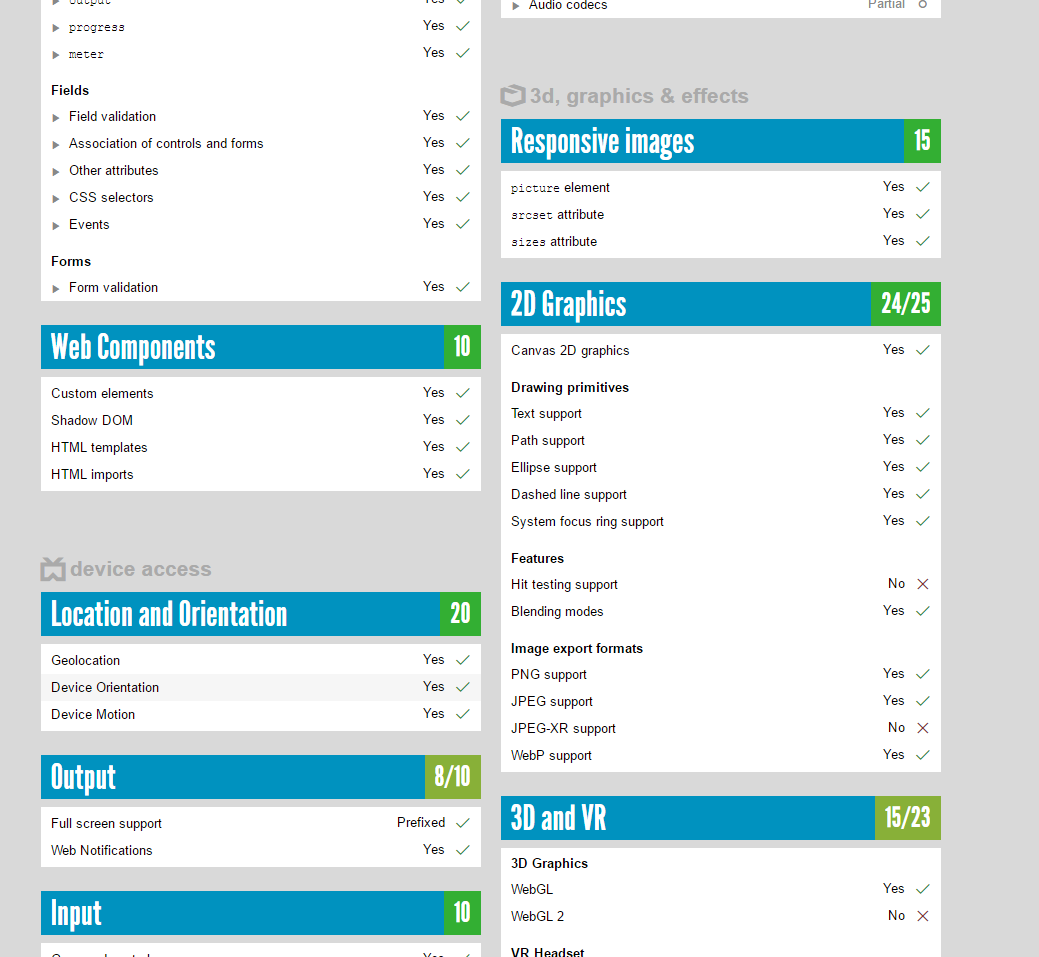 output Yes
progress Yes
meter Yes
Fields
Field validation Yes
Association of controls and forms Yes
Other attributes Yes
CSS selectors Yes
Events Yes
Forms
Form validation Yes
Web Components 10
Custom elements Yes
Shadow DOM Yes
HTML templates Yes
HTML imports Yes
device access
Location and Orientation 20
Geolocation Yes
Device Orientation Yes
Device Motion Yes
Output 8/10
Full screen support Prefixed
Web Notifications Yes
Input 10
Yes
Audio codecs Partial
3d, graphics & effects
Responsive images 15
picture element Yes
srcset attribute Yes
sizes attribute Yes
2D Graphics 24/25
Canvas 2D graphics Yes
Drawing primitives
Text support Yes
Path support Yes
Ellipse support Yes
Dashed line support Yes
System focus ring support Yes
Features
Hit testing support No
Blending modes Yes
Image export formats
PNG support Yes
JPEG support Yes
JPEG-XR support No
WebP support Yes
3D and VR 15/23
3D Graphics
WebGL Yes
WebGL 2 No
VR Headset